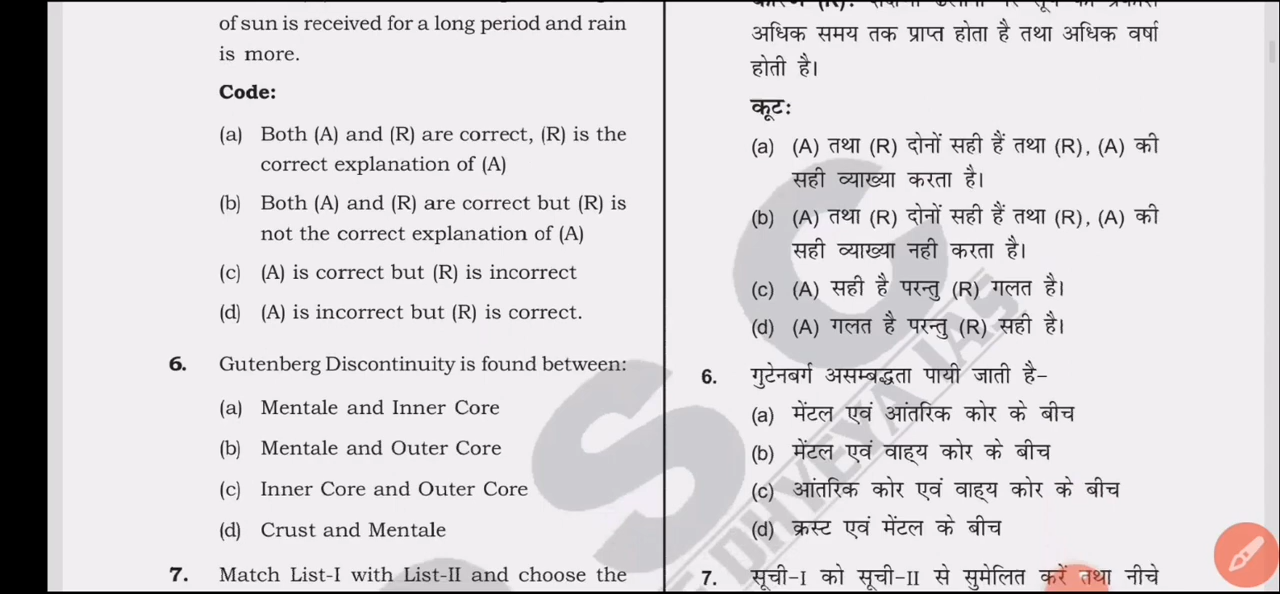 of sun is received for a long period and rain
is more.
Code:
(a) Both (A) and (R) are correct, (R) is the
correct explanation of (A)
(b) Both (A) and (R) are correct but (R) is
not the correct explanation of (A)
(c) (A) is correct but (R) is incorrect
(d) (A) is incorrect but (R) is correct.
6. Gutenberg Discontinuity is found between:
(a) Mentale and Inner Core
(b) Mentale and Outer Core
(c) Inner Core and Outer Core
(d) Crust and Mentale
7. Match List-I with List-II and choose the
अधिक समय तक प्राप्त होता है तथा अधिक वर्षा
होती है।
कूटः
(a) (A) तथा (R) दोनों सही हैं तथा (R), (A) की
सही व्याख्या करता है।
(b) (A) तथा (R) दोनों सही हैं तथा (R), (A) की
सही व्याख्या नही करता है।
(c) (A) सही है परन्तु (R) गलत है।
(d) (A) गलत है परन्तु (R) सही है।
6. गुटेनबर्ग असम्बद्धता पायी जाती है–
(a) मेंटल एवं आंतरिक कोर के बीच
(b) मेंटल एवं वाह्य कोर के बीच
(c) आंतरिक कोर एवं वाह्य कोर के बीच
(d) क्रस्ट एवं मेंटल के बीच
7. सूची-I को सूची-II से सुमेलित करें तथा नीचे
S C
DHYEYA IAS